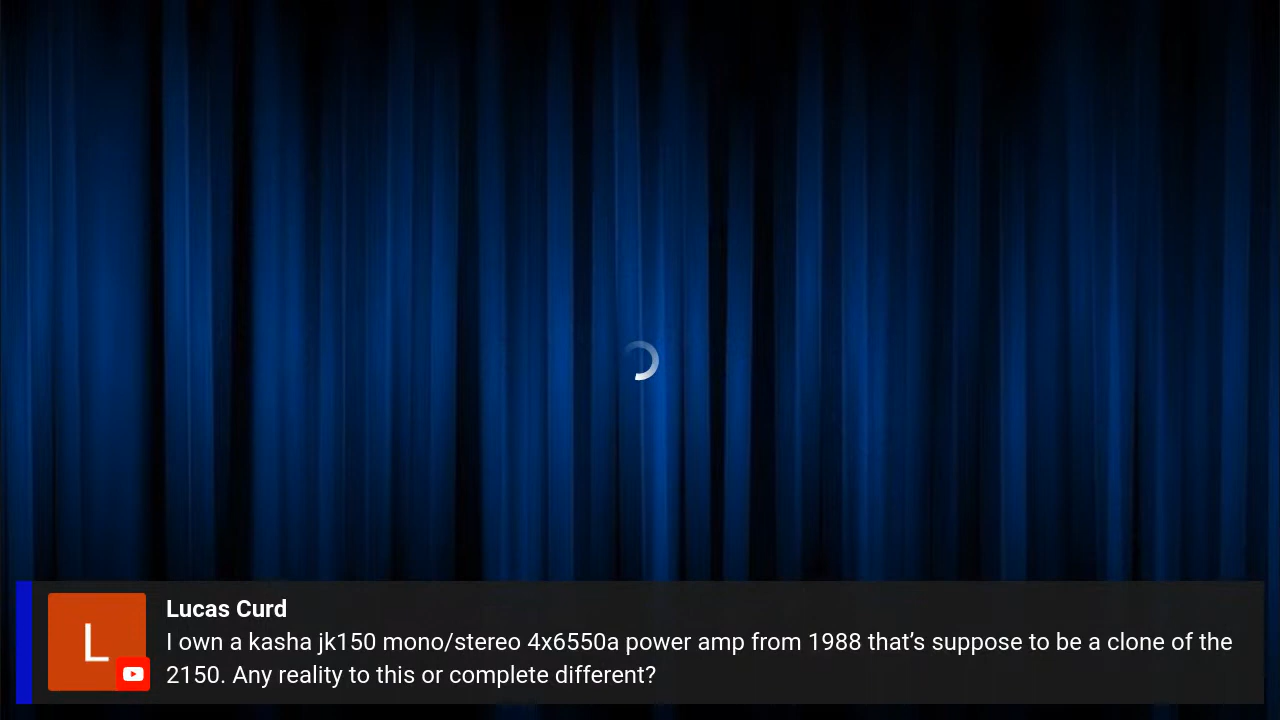 L
Lucas Curd
I own a kasha jk150 mono/stereo 4x6550a power amp from 1988 that’s suppose to be a clone of the
2150. Any reality to this or complete different?